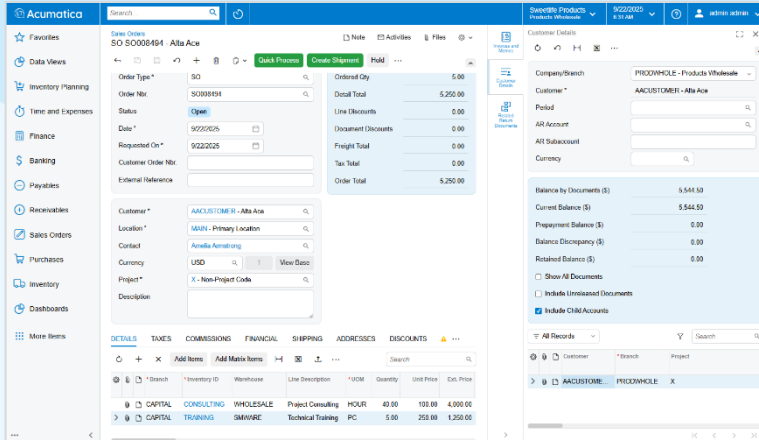 Acumatica
Search
Sweetlife Products
Products Wholesale
9/22/2025
6:31 AM
admin admin
Favorites
Data Views
Inventory Planning
Time and Expenses
Finance
Banking
Payables
Receivables
Sales Orders
Purchases
Inventory
Dashboards
More Items
Sales Orders
SO SO008494 - Alta Ace
Note
Activities
Files
Quick Process
Create Shipment
Hold
Order Type *
SO
Order Nbr.
SO008494
Status
Open
Date *
9/22/2025
Requested On *
9/22/2025
Customer Order Nbr.
External Reference
Ordered Qty
5.00
Detail Total
5,250.00
Line Discounts
0.00
Document Discounts
0.00
Freight Total
0.00
Tax Total
0.00
Order Total
5,250.00
Customer *
AACUSTOMER - Alta Ace
Location *
MAIN - Primary Location
Contact
Amelia Armstrong
Currency
USD
1
View Base
Project *
X - Non-Project Code
Description
DETAILS TAXES COMMISSIONS FINANCIAL SHIPPING ADDRESSES DISCOUNTS
Add Items
Add Matrix Items
Search
*Branch *Inventory ID Warehouse Line Description *UOM Quantity Unit Price Ext. Price
CAPITAL CONSULTING WHOLESALE Project Consulting HOUR 40.00 100.00 4,000.00
CAPITAL TRAINING SMWARE Technical Training PC 5.00 250.00 1,250.00
Customer
Details
Return
Documents
Customer Details
Company/Branch
PRODWHOLE - Products Wholesale
Customer *
AACUSTOMER - Alta Ace
Period
AR Account
AR Subaccount
Currency
Balance by Documents ($)
5,544.50
Current Balance ($)
5,544.50
Prepayment Balance ($)
0.00
Balance Discrepancy ($)
0.00
Retained Balance ($)
0.00
Show All Documents
Include Unreleased Documents
Include Child Accounts
All Records
Search
Customer *Branch Project
AACUSTOME... PRODWHOLE X